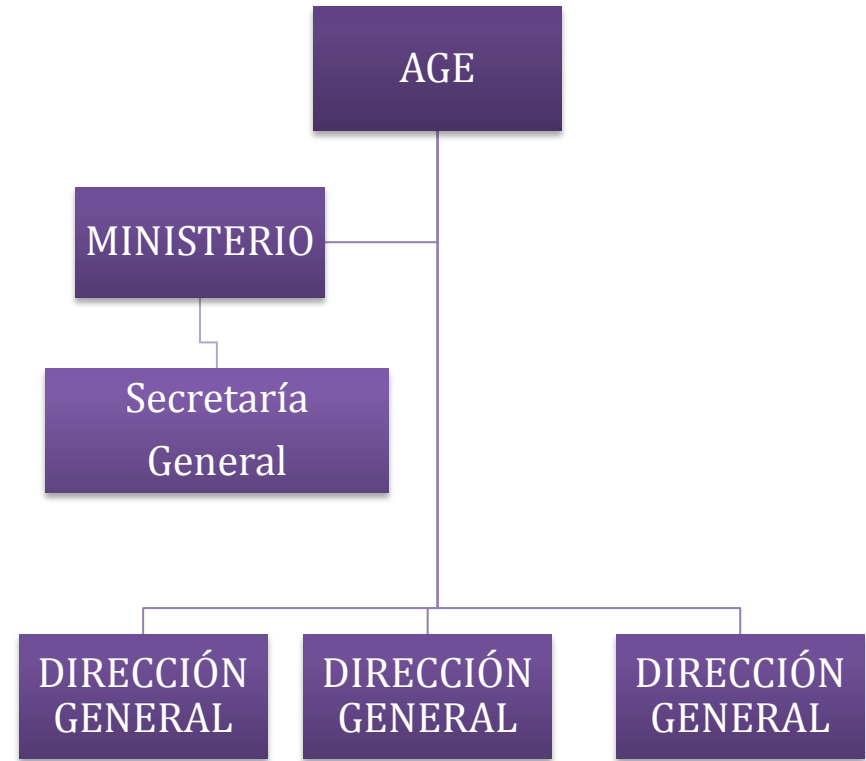 AGE
MINISTERIO
Secretaría
General
DIRECCIÓN
GENERAL
DIRECCIÓN
GENERAL
DIRECCIÓN
GENERAL